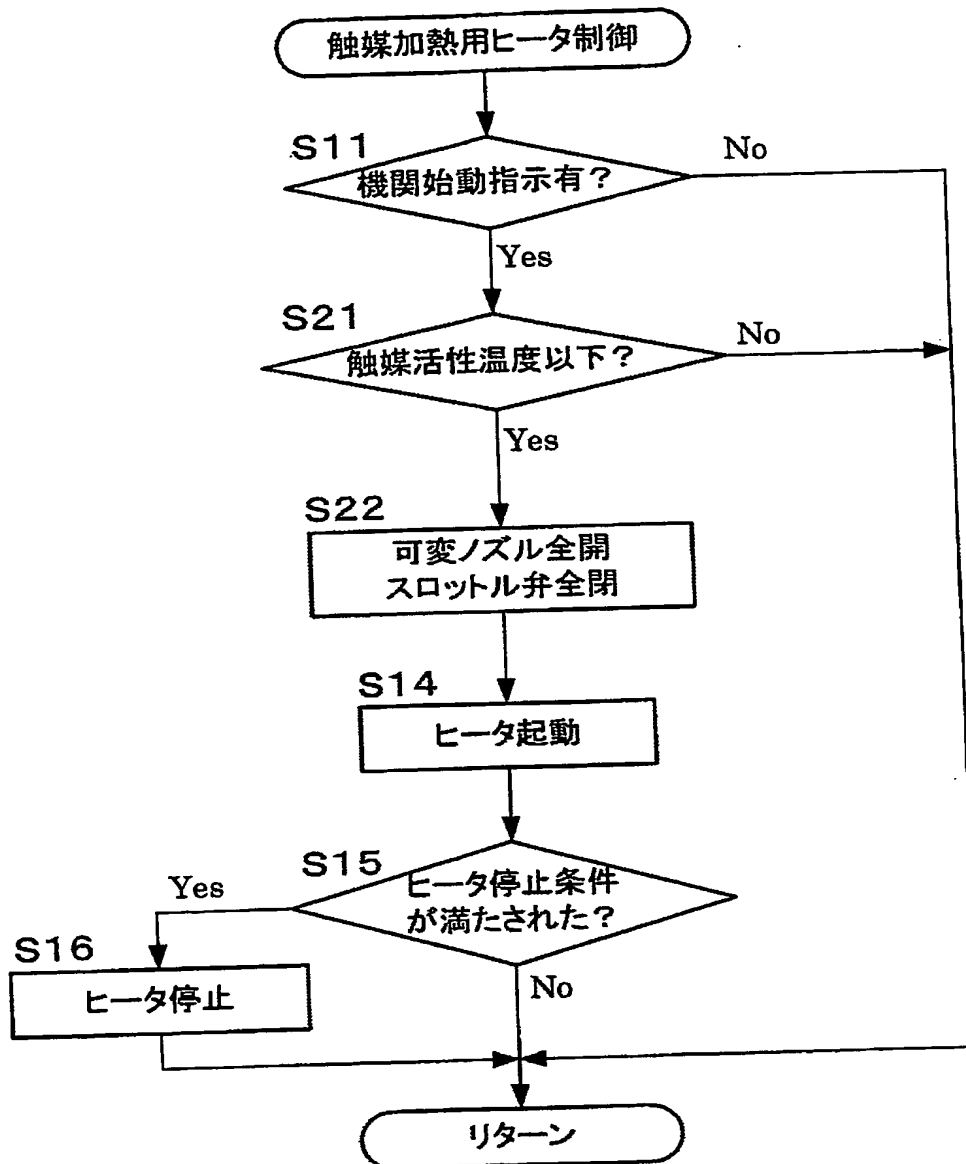 触媒加熱用ヒータ制御
S11
機関始動指示有？
No
Yes
S21
触媒活性温度以下？
No
Yes
S22
可変ノズル全開
スロットル弁全閉
S14
ヒータ起動
S15
ヒータ停止条件
が満たされた？
Yes
S16
ヒータ停止
No
リターン